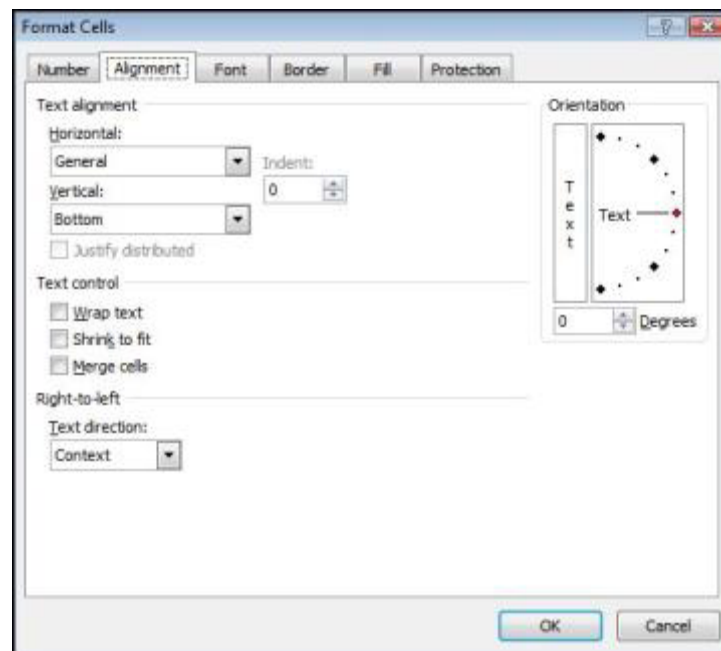 Format Cells
Number Alignment Font Border Fill Protection
Text alignment
Horizontal:
General
Indent:
Vertical:
0
Bottom
Justify distributed
Text control
Wrap text
Shrink to fit
Merge cells
Right-to-left
Text direction:
Context
Orientation
Text
Text
0 Degrees
OK Cancel